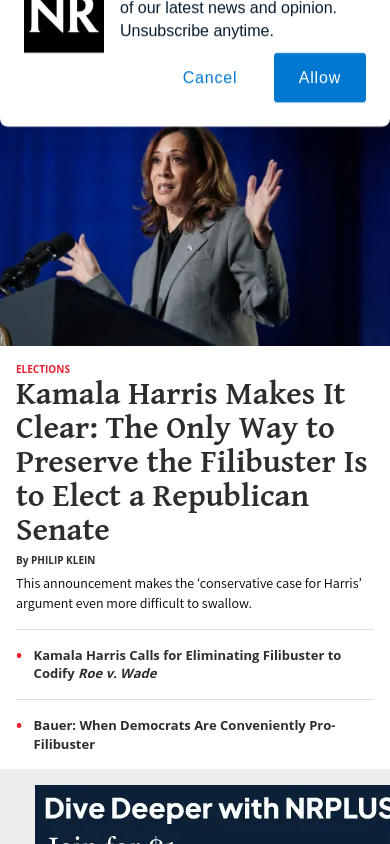 NR
of our latest news and opinion.
Unsubscribe anytime.
Cancel
Allow
ELECTIONS
Kamala Harris Makes It
Clear: The Only Way to
Preserve the Filibuster Is
to Elect a Republican
Senate
By PHILIP KLEIN
This announcement makes the ‘conservative case for Harris’
argument even more difficult to swallow.
• Kamala Harris Calls for Eliminating Filibuster to
Codify Roe v. Wade
• Bauer: When Democrats Are Conveniently Pro-
Filibuster
Dive Deeper with NRPLUS
Join for $1